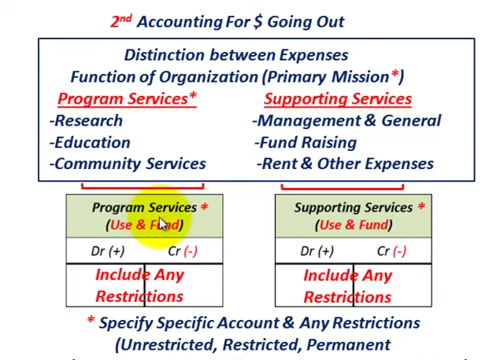 2nd Accounting For $ Going Out
Distinction between Expenses
Function of Organization (Primary Mission*)
Program Services*
Supporting Services
-Research
-Management & General
-Education
-Fund Raising
-Community Services
-Rent & Other Expenses
Program Services *
(Use & Fund)
Supporting Services *
(Use & Fund)
Dr (+) Cr (-)
Dr (+) Cr (-)
Include Any
Restrictions
Include Any
Restrictions
* Specify Specific Account & Any Restrictions
(Unrestricted, Restricted, Permanent